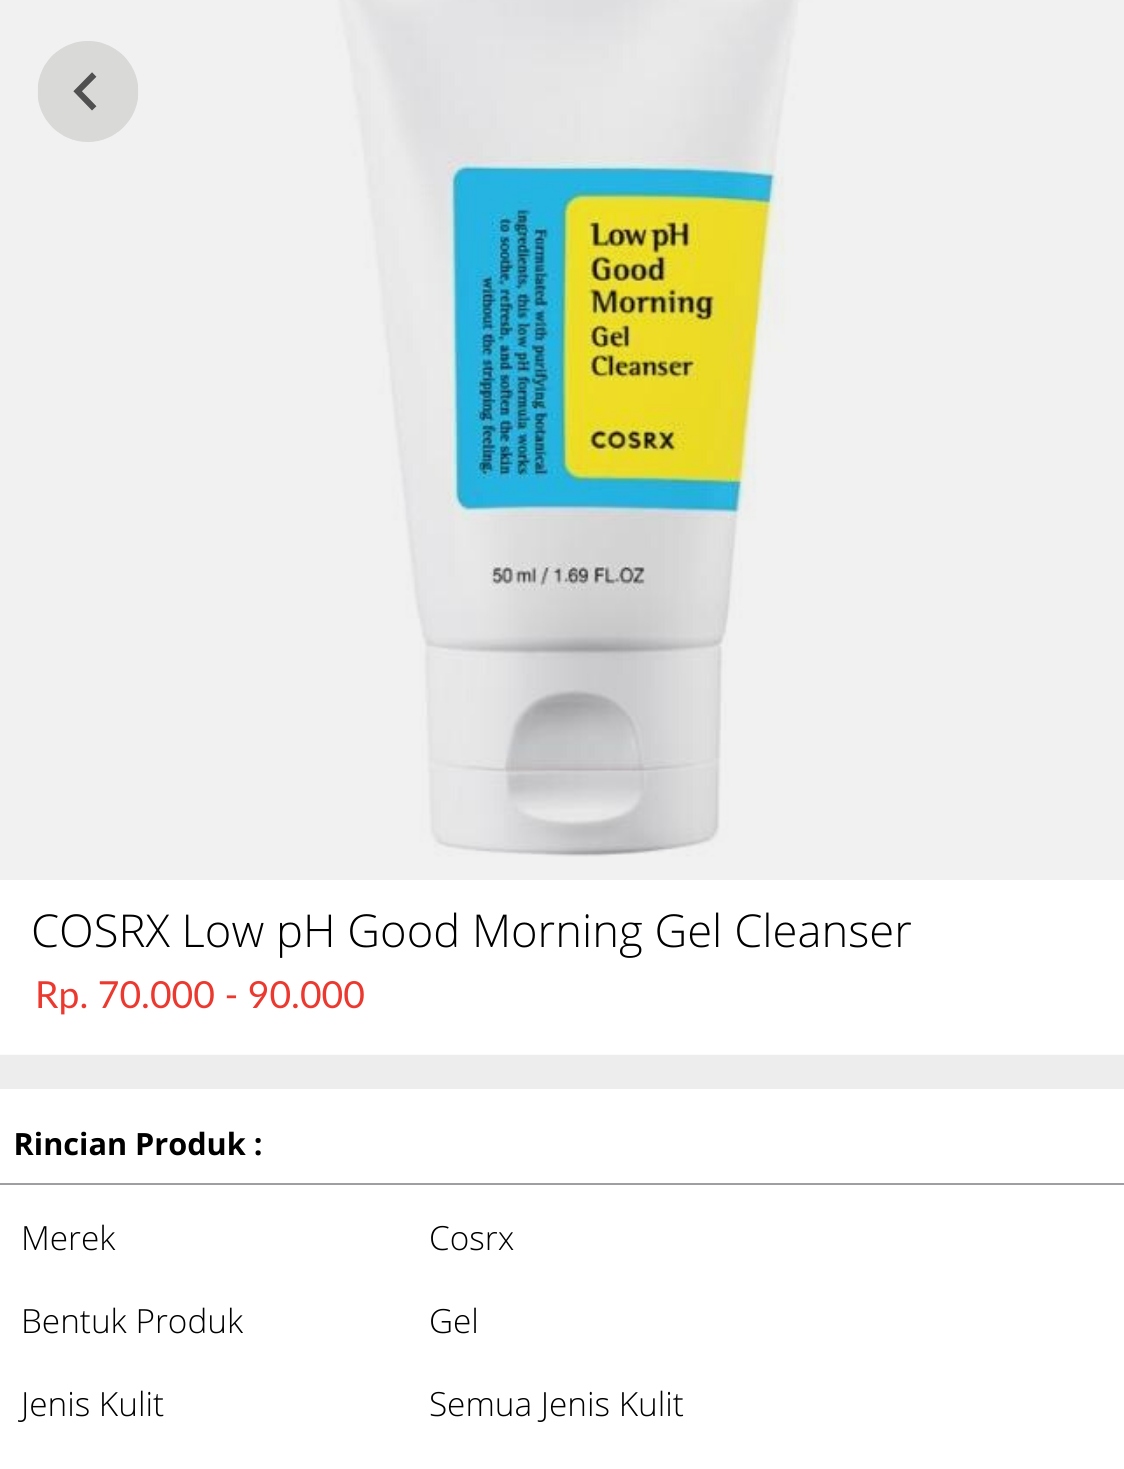 Low pH
Good
Morning
Gel
Cleanser
COSRX
Formulated with purifying botanical
ingredients, this low pH formula works
to soothe, refresh, and soften the skin
without the stripping feeling.
50 ml / 1.69 FL.OZ
COSRX Low pH Good Morning Gel Cleanser
Rp. 70.000 - 90.000
Rincian Produk :
Merek Cosrx
Bentuk Produk Gel
Jenis Kulit Semua Jenis Kulit